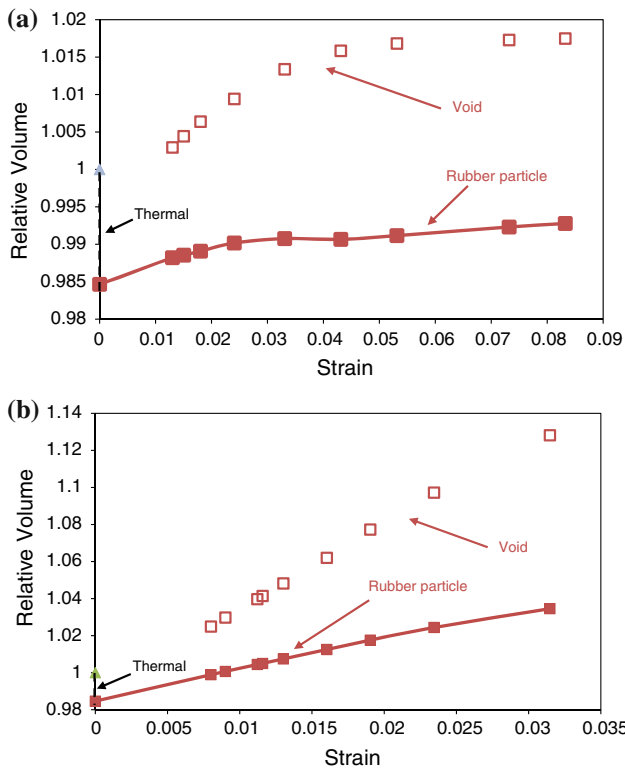 (a)
1.02
1.015
1.01
1.005
1
0.995
0.99
0.985
0.98
Relative Volume
Void
Rubber particle
Thermal
0 0.01 0.02 0.03 0.04 0.05 0.06 0.07 0.08 0.09
Strain
(b)
1.14
1.12
1.1
1.08
1.06
1.04
1.02
1
0.98
Relative Volume
Void
Rubber particle
Thermal
0 0.005 0.01 0.015 0.02 0.025 0.03 0.035
Strain